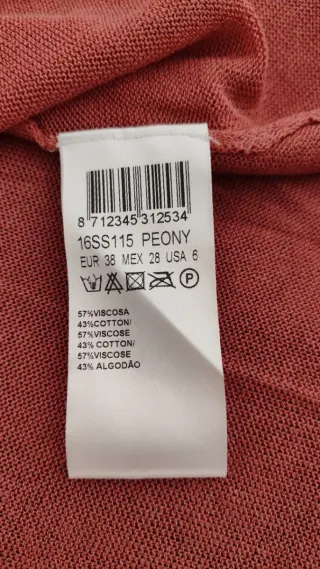 8 712345 312534
16SS115 PEONY
EUR 38 MEX 28 USA 6
P
57%VISCOSA
43%COTTON/
57%VISCOSE
43% COTTON/
57%VISCOSE
43% ALGODÃO